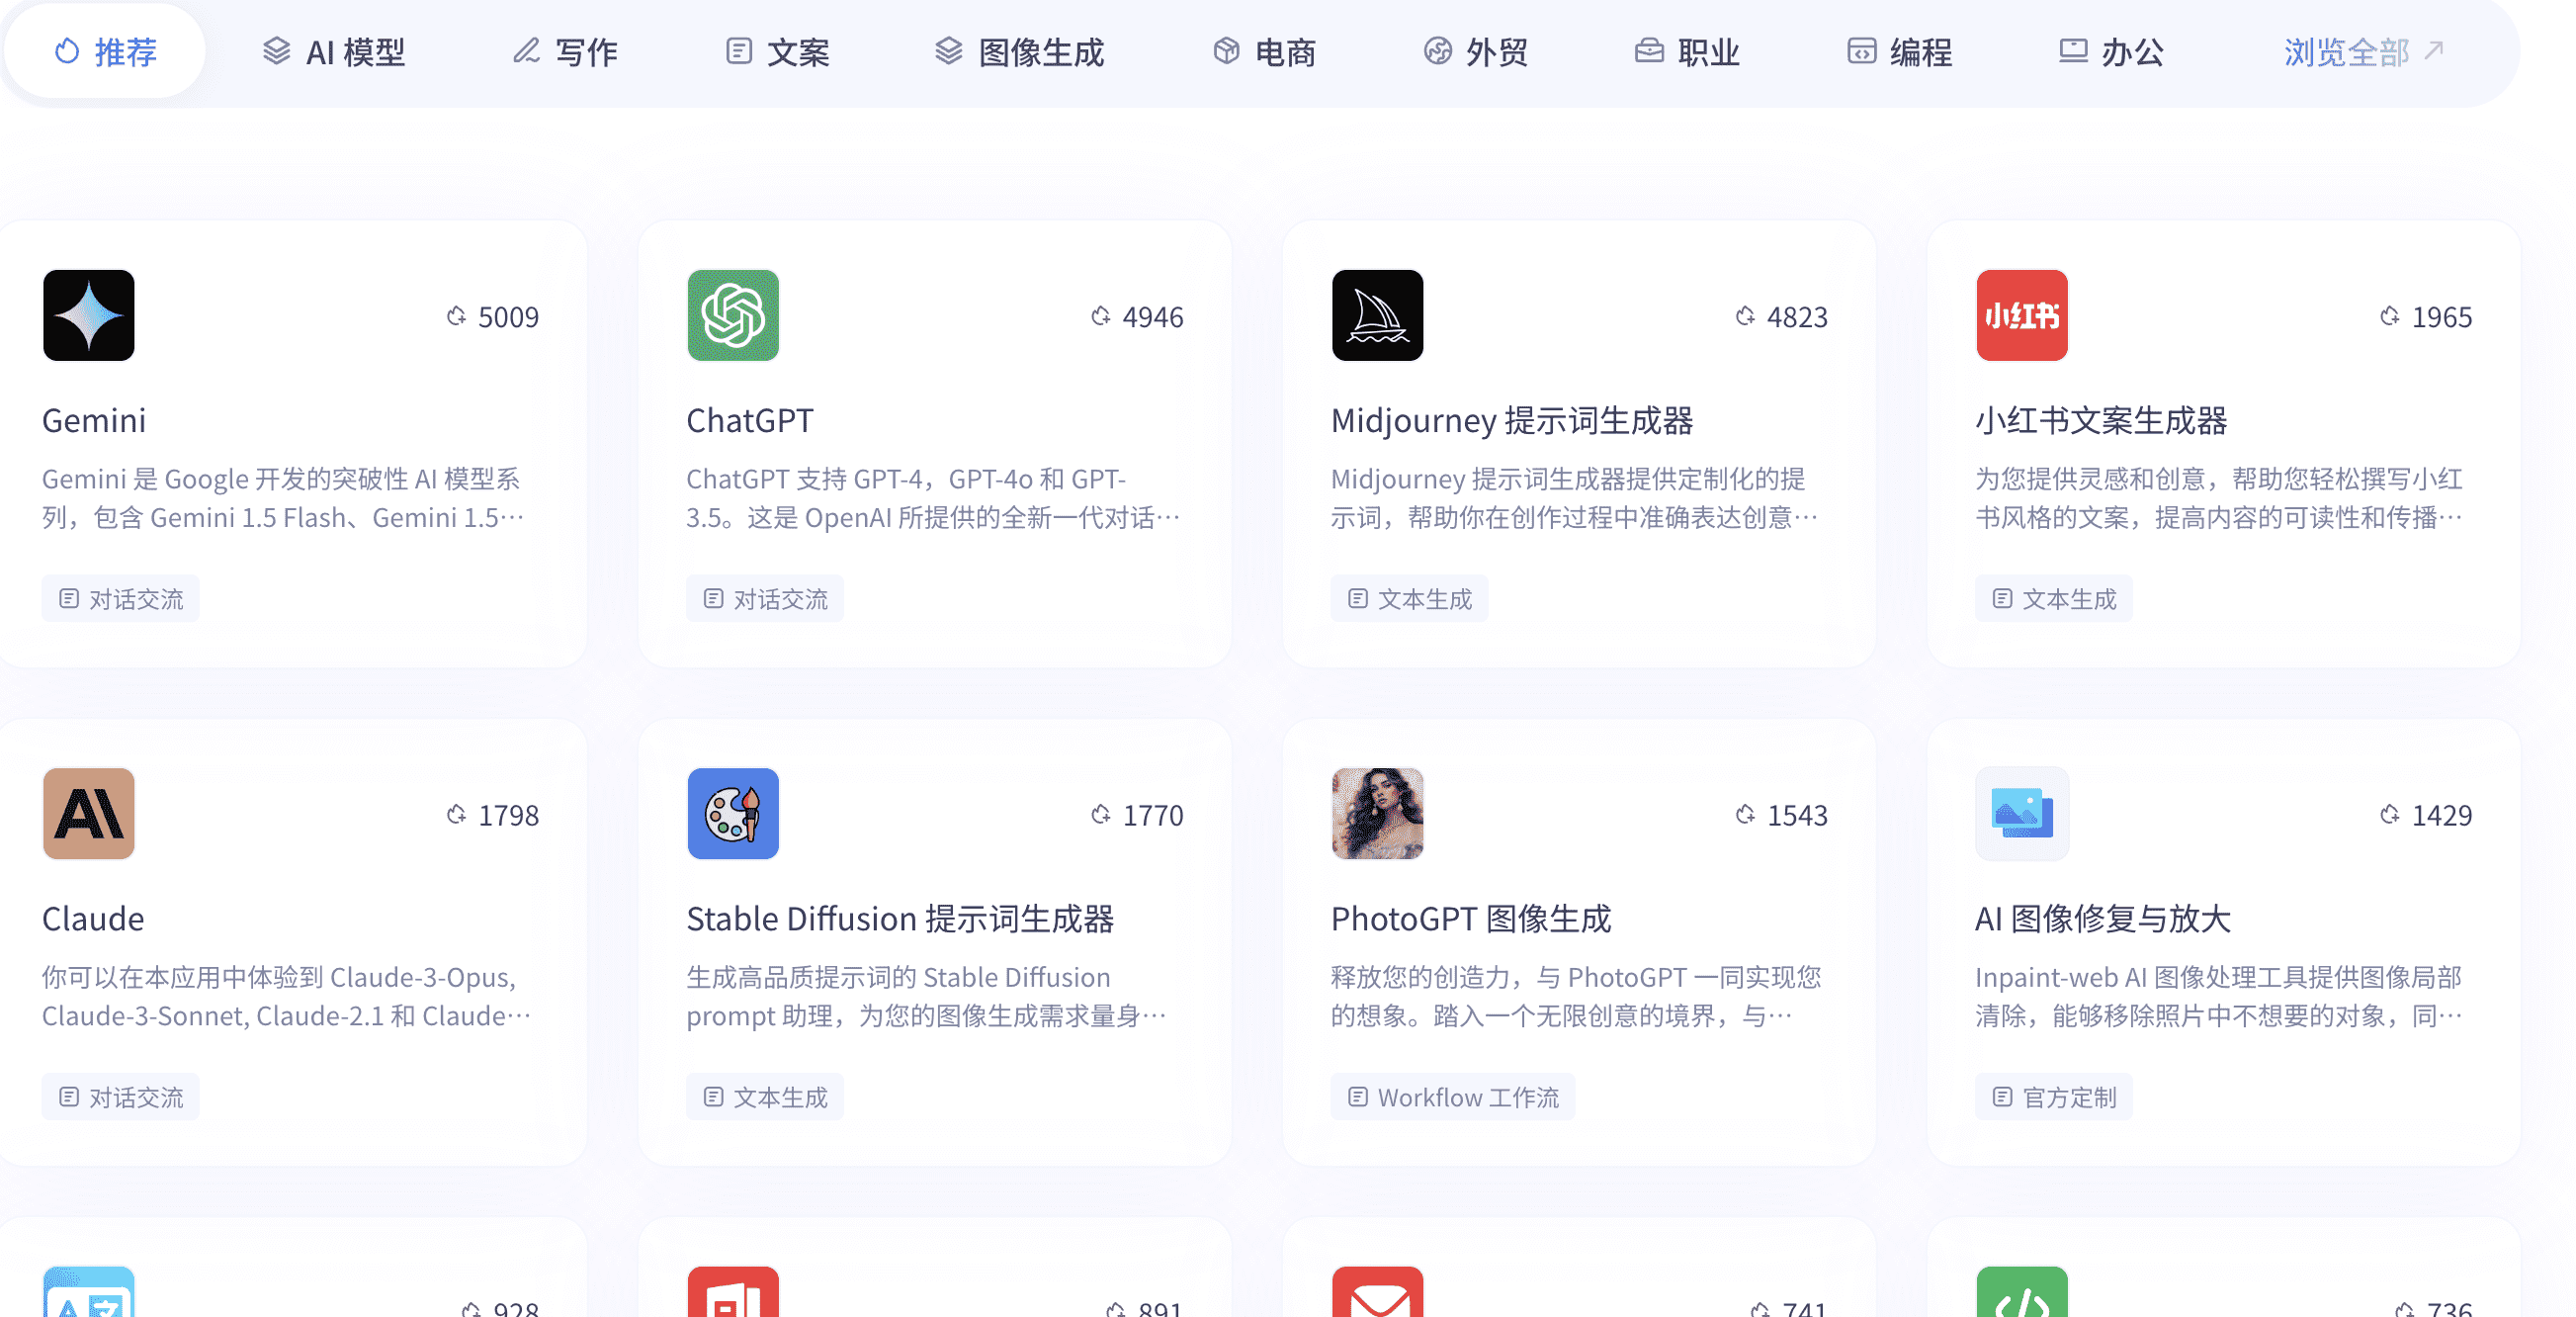 推荐
AI 模型
写作
文案
图像生成
电商
外贸
职业
编程
办公
浏览全部
5009
Gemini
Gemini 是 Google 开发的突破性 AI 模型系
列，包含 Gemini 1.5 Flash、Gemini 1.5…
对话交流
4946
ChatGPT
ChatGPT 支持 GPT-4，GPT-4o 和 GPT-
3.5。这是 OpenAI 所提供的全新一代对话…
对话交流
4823
Midjourney 提示词生成器
Midjourney 提示词生成器提供定制化的提
示词，帮助你在创作过程中准确表达创意…
文本生成
小红书
1965
小红书文案生成器
为您提供灵感和创意，帮助您轻松撰写小红
书风格的文案，提高内容的可读性和传播…
文本生成
AI
1798
Claude
你可以在本应用中体验到 Claude-3-Opus,
Claude-3-Sonnet, Claude-2.1 和 Claude…
对话交流
1770
Stable Diffusion 提示词生成器
生成高品质提示词的 Stable Diffusion
prompt 助理，为您的图像生成需求量身…
文本生成
1543
PhotoGPT 图像生成
释放您的创造力，与 PhotoGPT 一同实现您
的想象。踏入一个无限创意的境界，与…
Workflow 工作流
1429
AI 图像修复与放大
Inpaint-web AI 图像处理工具提供图像局部
清除，能够移除照片中不想要的对象，同…
官方定制
A 文
928
891
741
</>
736